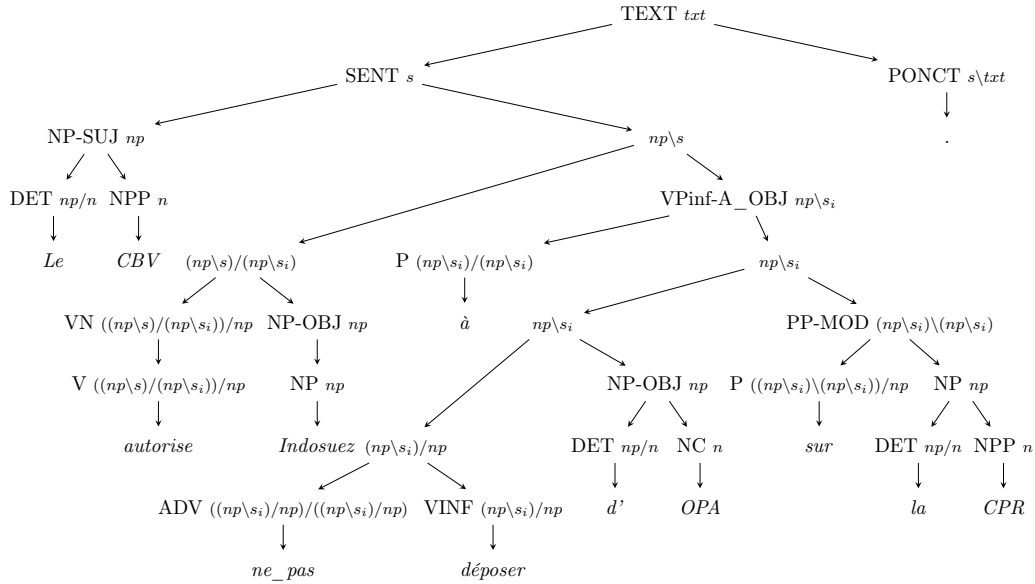 TEXT txt
SENT s PONCT s\txt
NP-SUJ np np\s .
DET np/n NPP n VPinf-A_OBJ np\s_i
Le CBV (np\s)/(np\s_i) P (np\s_i)/(np\s_i) np\s_i
VN ((np\s)/(np\s_i))/np NP-OBJ np à np\s_i PP-MOD (np\s_i)\(np\s_i)
V ((np\s)/(np\s_i))/np NP np NP-OBJ np P ((np\s_i)\(np\s_i))/np NP np
autorise Indosuez (np\s_i)/np DET np/n NC n sur DET np/n NPP n
ADV ((np\s_i)/np)/((np\s_i)/np) VINF (np\s_i)/np d' OPA la CPR
ne_pas déposer